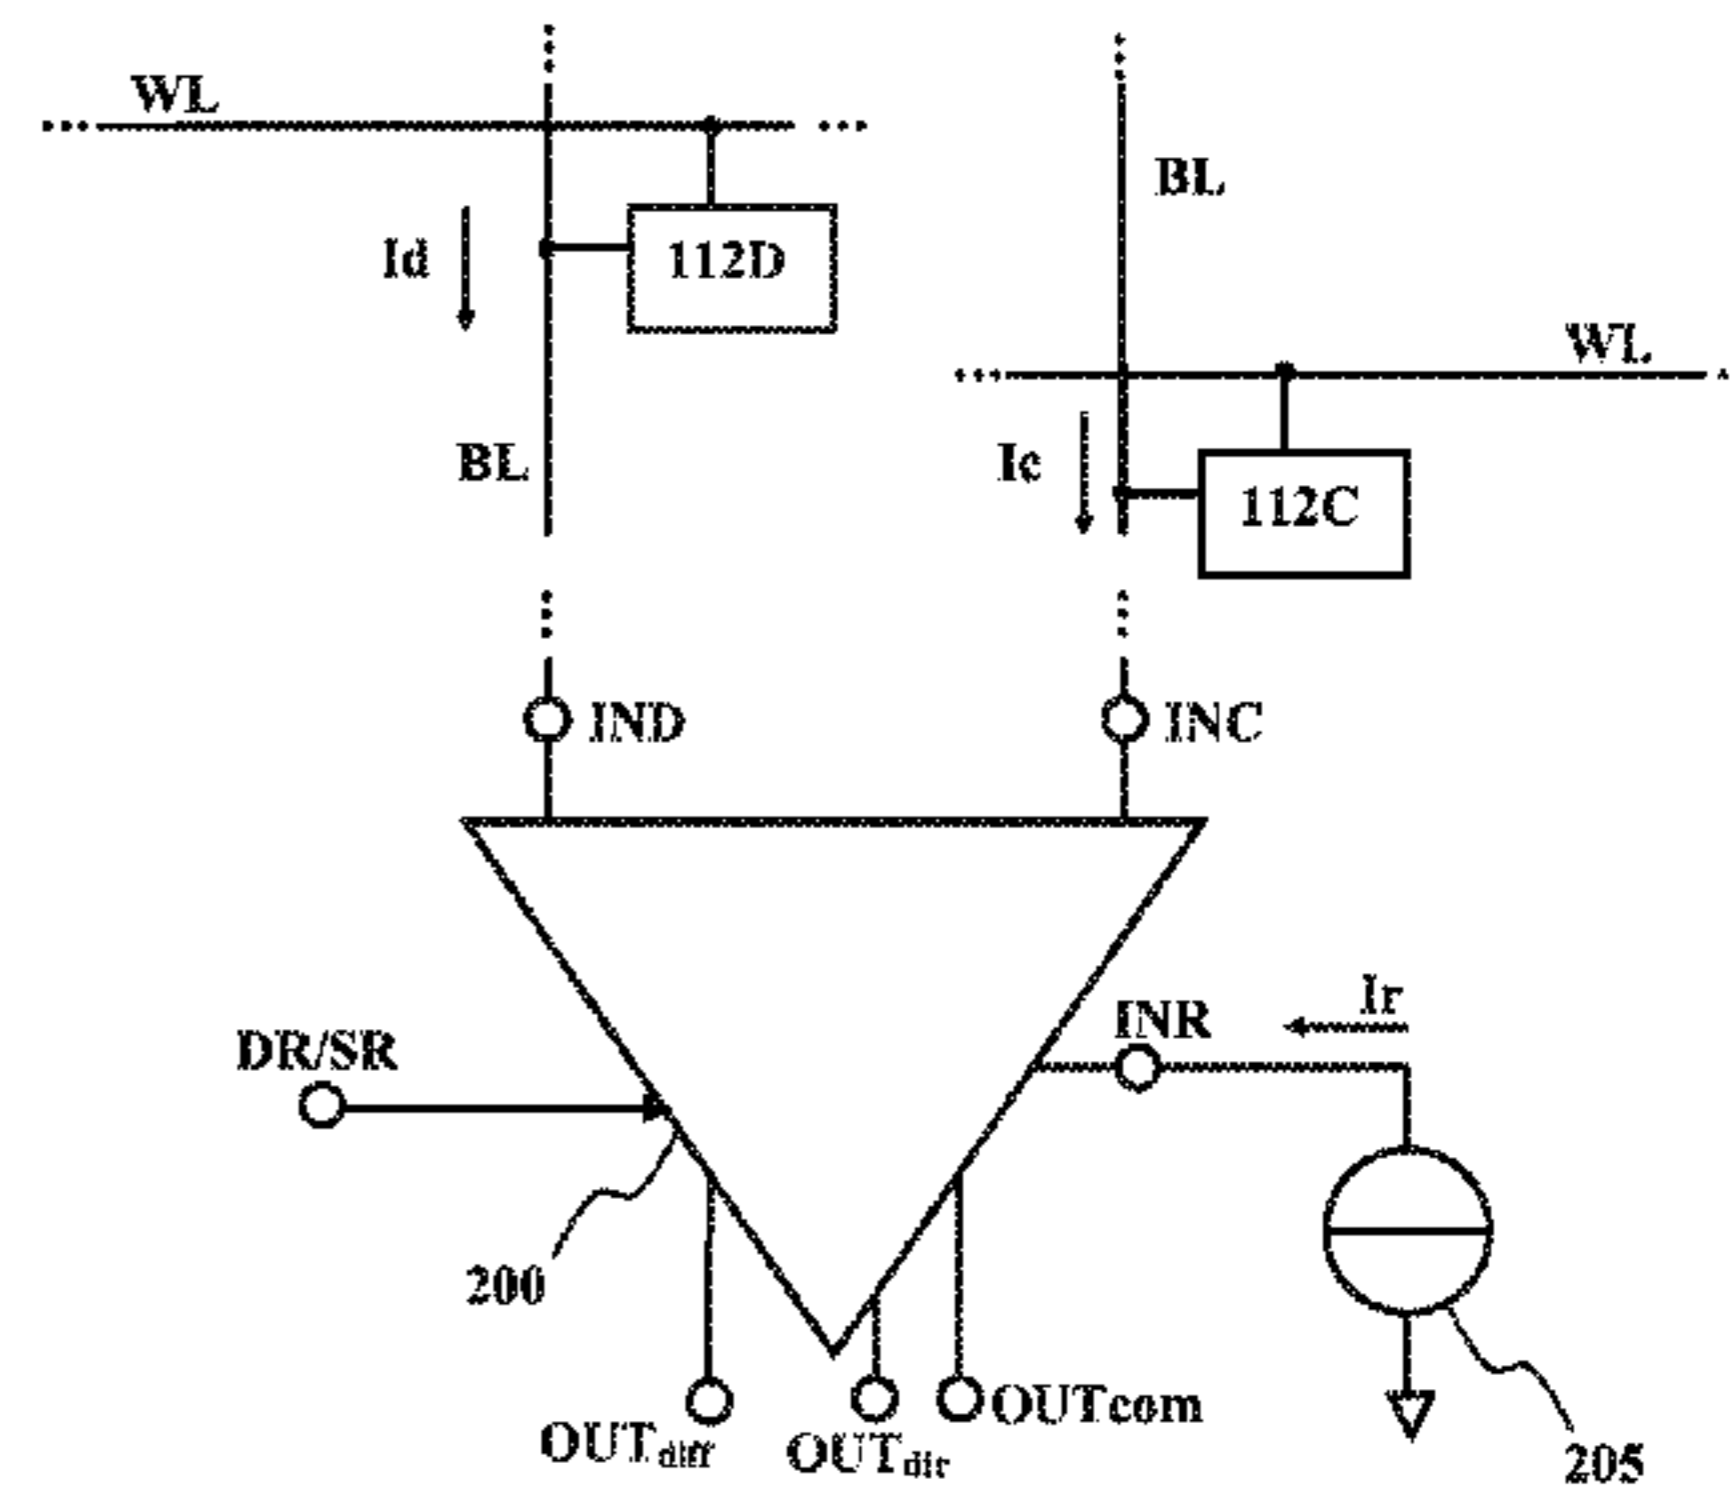 WL
BL
Id
112D
WL
BL
Ic
112C
IND
INC
INR
Ir
DR/SR
200
OUTcom
OUTdiff
OUTdir
205